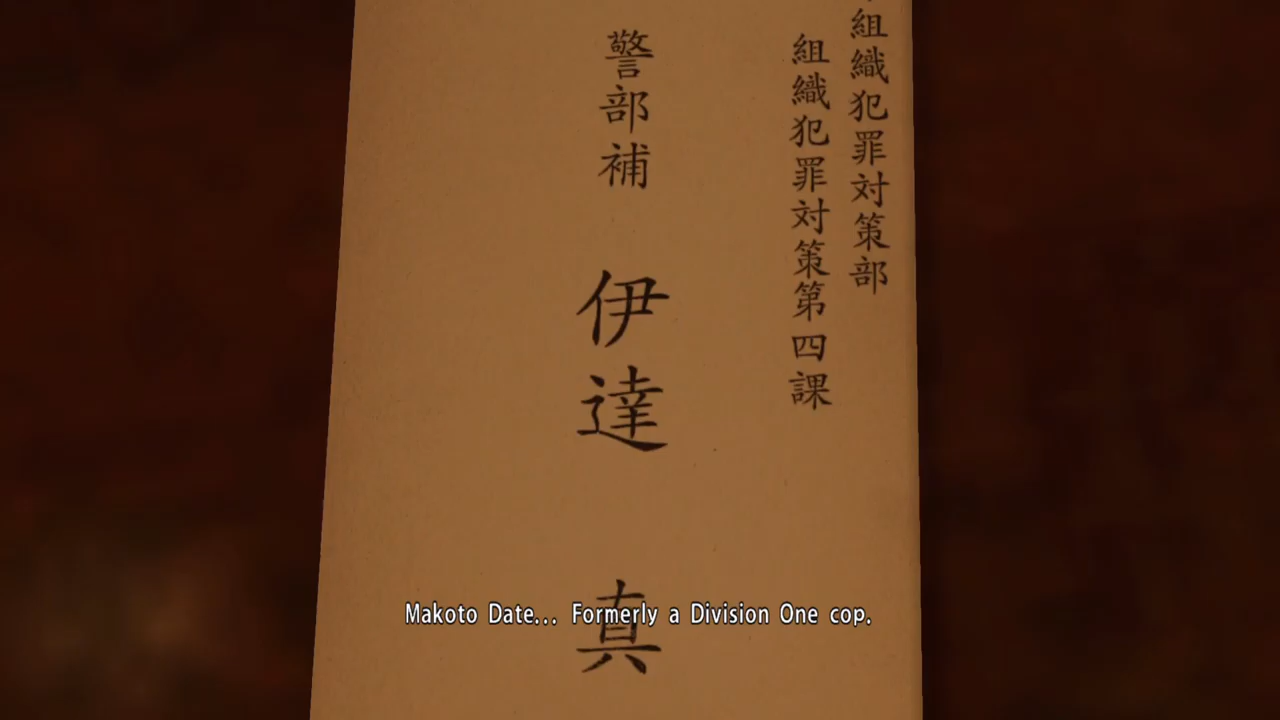 組織犯罪対策部
組織犯罪対策第四課
警部補
伊達 真
Makoto Date... Formerly a Division One cop.